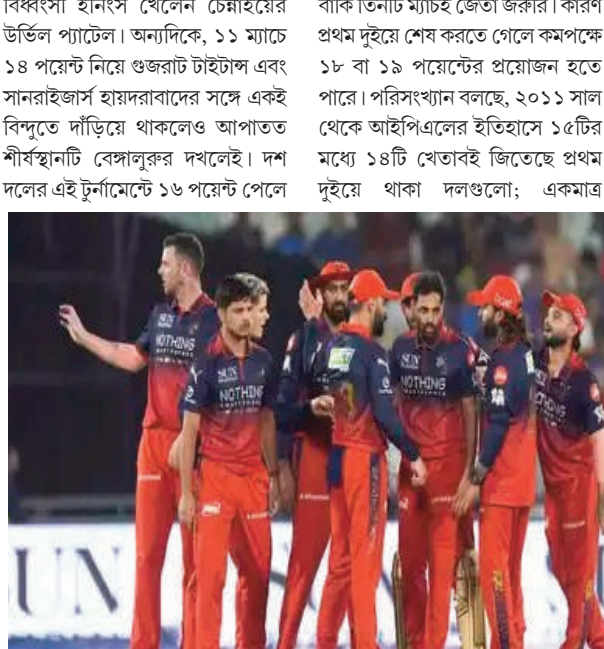 বিধ্বংসী ইনিংস খেলেন চেন্নাইয়ের
উর্ভিল প্যাটেল। অন্যদিকে, ১১ ম্যাচে
১৪ পয়েন্ট নিয়ে গুজরাট টাইটান্স এবং
সানরাইজার্স হায়দরাবাদের সঙ্গে একই
বিন্দুতে দাঁড়িয়ে থাকলেও আপাতত
শীর্ষস্থানটি বেঙ্গালুরুর দখলেই। দশ
দলের এই টুর্নামেন্টে ১৬ পয়েন্ট পেলে
বাকি তিনটি ম্যাচই জেতা জরুরি। কারণ
প্রথম দুইয়ে শেষ করতে গেলে কমপক্ষে
১৮ বা ১৯ পয়েন্টের প্রয়োজন হতে
পারে। পরিসংখ্যান বলছে, ২০১১ সাল
থেকে আইপিএলের ইতিহাসে ১৫টির
মধ্যে ১৪টি খেতাবই জিতেছে প্রথম
দুইয়ে থাকা দলগুলো; একমাত্র
NOTHING
NOTHING
NOTHING
NOTHING
SUN